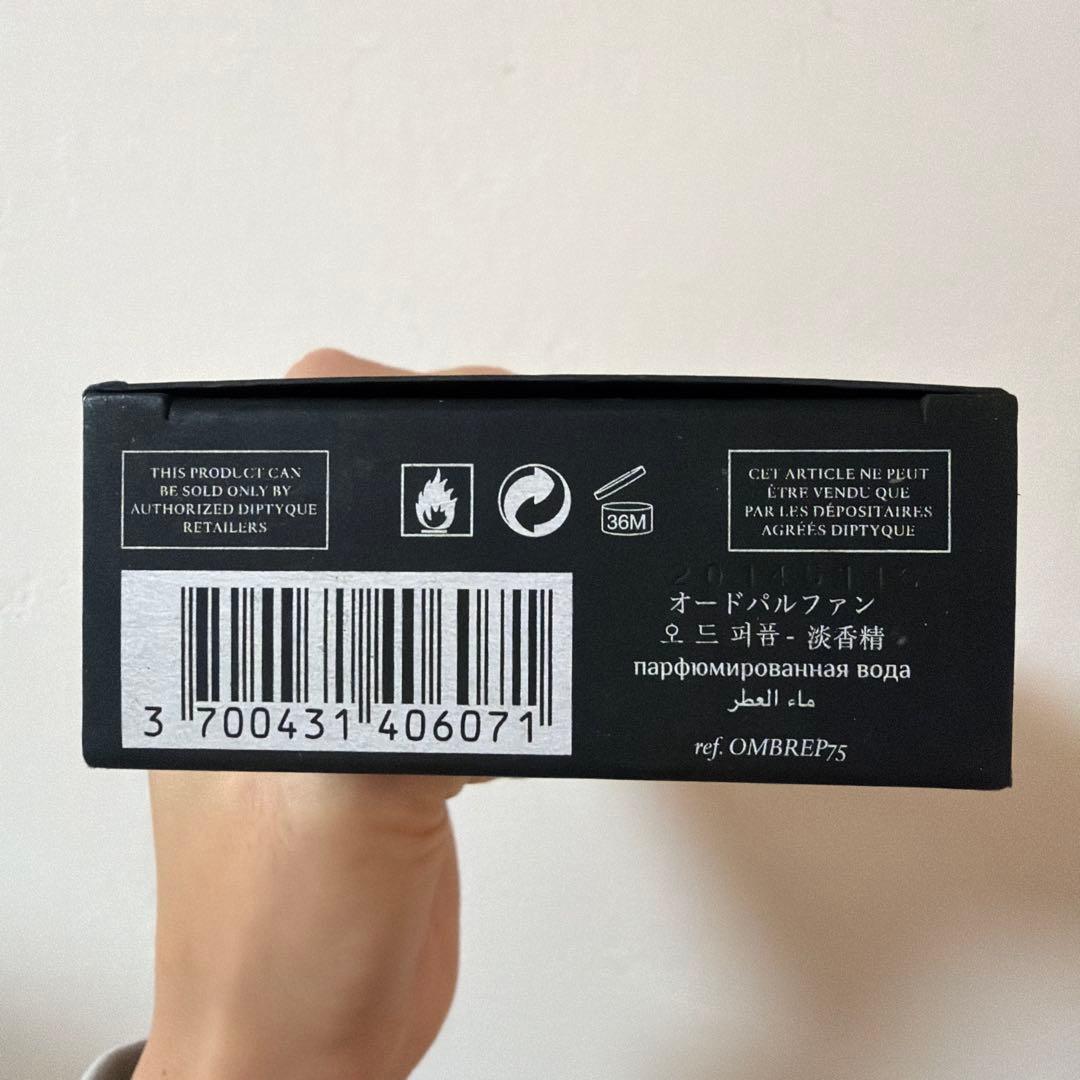 THIS PRODUCT CAN
BE SOLD ONLY BY
AUTHORIZED DIPTYQUE
RETAILERS
36M
CET ARTICLE NE PEUT
ÊTRE VENDU QUE
PAR LES DÉPOSITAIRES
AGRÉÉS DIPTYQUE
オードパルファン
오 드 퍼퓸 - 淡香精
парфюмированная вода
ماء العطر
ref. OMBREP75
3 700431 406071